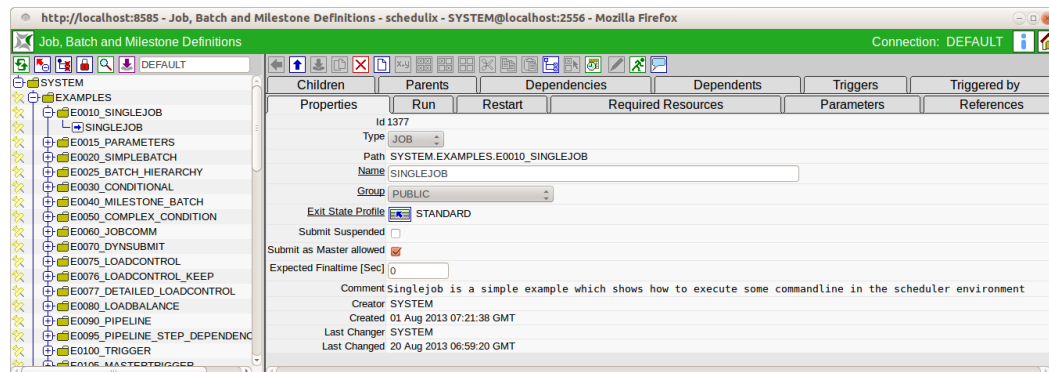 http://localhost:8585 - Job, Batch and Milestone Definitions - schedulix - SYSTEM@localhost:2556 - Mozilla Firefox
Job, Batch and Milestone Definitions
Connection: DEFAULT
DEFAULT
SYSTEM
EXAMPLES
E0010_SINGLEJOB
SINGLEJOB
E0015_PARAMETERS
E0020_SIMPLEBATCH
E0025_BATCH_HIERARCHY
E0030_CONDITIONAL
E0040_MILESTONE_BATCH
E0050_COMPLEX_CONDITION
E0060_JOBCOMM
E0070_DYNSUBMIT
E0075_LOADCONTROL
E0076_LOADCONTROL_KEEP
E0077_DETAILED_LOADCONTROL
E0080_LOADBALANCE
E0090_PIPELINE
E0095_PIPELINE_STEP_DEPENDENC
E0100_TRIGGER
E0105_MASTERTRIGGER
Children Parents Dependencies Dependents Triggers Triggered by
Properties Run Restart Required Resources Parameters References
Id 1377
Type JOB
Path SYSTEM.EXAMPLES.E0010_SINGLEJOB
Name SINGLEJOB
Group PUBLIC
Exit State Profile STANDARD
Submit Suspended
Submit as Master allowed
Expected Finaltime [Sec] 0
Comment Singlejob is a simple example which shows how to execute some commandline in the scheduler environment
Creator SYSTEM
Created 01 Aug 2013 07:21:38 GMT
Last Changer SYSTEM
Last Changed 20 Aug 2013 06:59:20 GMT